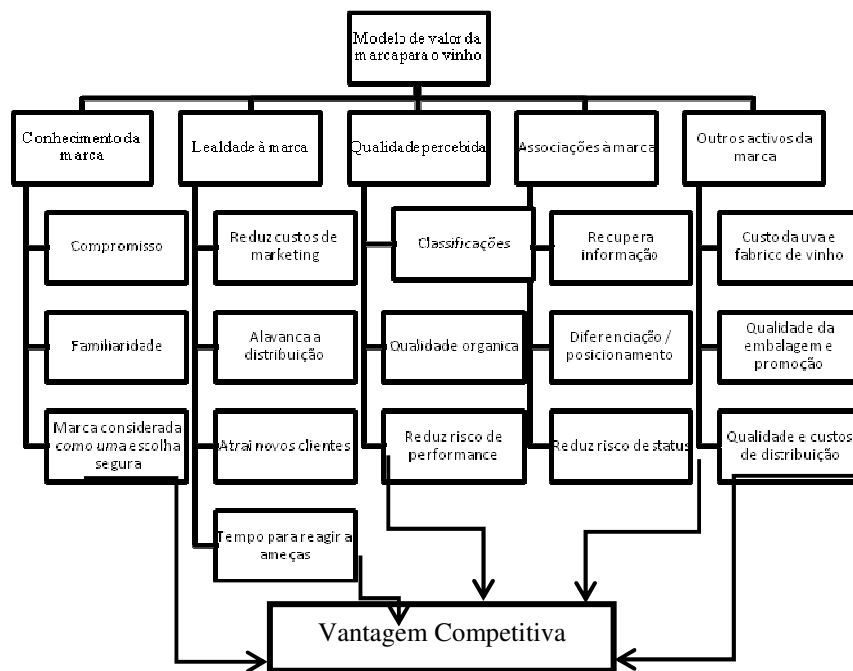 Modelo de valor da
marca para o vinho
Conhecimento da
marca
Lealdade à marca
Qualidade percebida
Associações à marca
Outros activos da
marca
Compromisso
Reduz custos de
marketing
Classificações
Recupera
informação
Custo da uva e
fabrico de vinho
Familiaridade
Alavanca a
distribuição
Qualidade organica
Diferenciação /
posicionamento
Qualidade da
embalagem e
promoção
Marca considerada
como uma escolha
segura
Atrai novos clientes
Reduz risco de
performance
Reduz risco de status
Qualidade e custos
de distribuição
Tempo para reagir a
ameças
Vantagem Competitiva